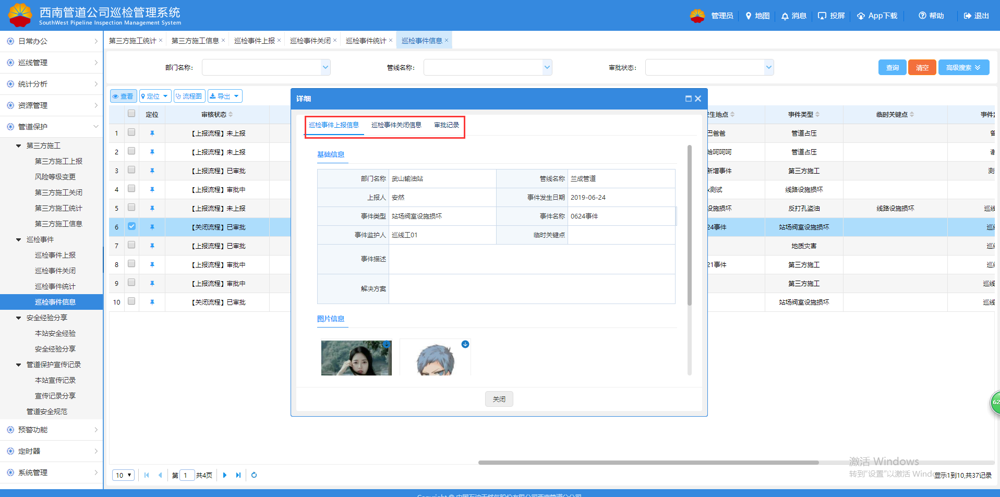 西南管道公司巡检管理系统
SouthWest Pipeline Inspection Management System
管理员 地图 消息 投屏 App下载 帮助 退出
日常办公
巡线管理
统计分析
资源管理
管道保护
第三方施工
第三方施工上报
风险等级变更
第三方施工关闭
第三方施工统计
第三方施工信息
巡检事件
巡检事件上报
巡检事件关闭
巡检事件统计
巡检事件信息
安全经验分享
本站安全经验
安全经验分享
管道保护宣传记录
本站宣传记录
宣传记录分享
管道安全规范
预警功能
定时器
系统管理
第三方施工统计 × 第三方施工信息 × 巡检事件上报 × 巡检事件关闭 × 巡检事件统计 × 巡检事件信息 ×
部门名称： 管线名称： 审批状态： 查询 清空 高级搜索
查看 定位 流程图 导出
定位 审核状态 生地点 事件类型 临时关键点 事件
1 【上报流程】未上报 巴爸爸 管道占压
2 【上报流程】未上报 哈呵呵呵 管道占压
3 【上报流程】已审批 新增事件 第三方施工 测
4 【上报流程】审批中 测试 线路设施损坏
5 【上报流程】未上报 设施损坏 反打孔盗油 线路设施损坏 巡线
6 【关闭流程】已审批 24事件 站场阀室设施损坏 巡
7 【上报流程】已审批 地质灾害 巡
8 【上报流程】审批中 21事件 第三方施工 巡
9 【上报流程】审批中 第三方施工 巡线
10 【关闭流程】已审批 站场阀室设施损坏 巡线
详细
巡检事件上报信息 巡检事件关闭信息 审批记录
基础信息
部门名称 武山输油站 管线名称 兰成管道
上报人 安然 事件发生日期 2019-06-24
事件类型 站场阀室设施损坏 事件名称 0624事件
事件监护人 巡线工01 临时关键点
事件描述
解决方案
图片信息
关闭
62
10 第 1 共4页
激活 Windows
转到"设置"以激活 Windo
显示1到10,共37记录
Copyright © 中国石油天然气股份有限公司西南管道分公司